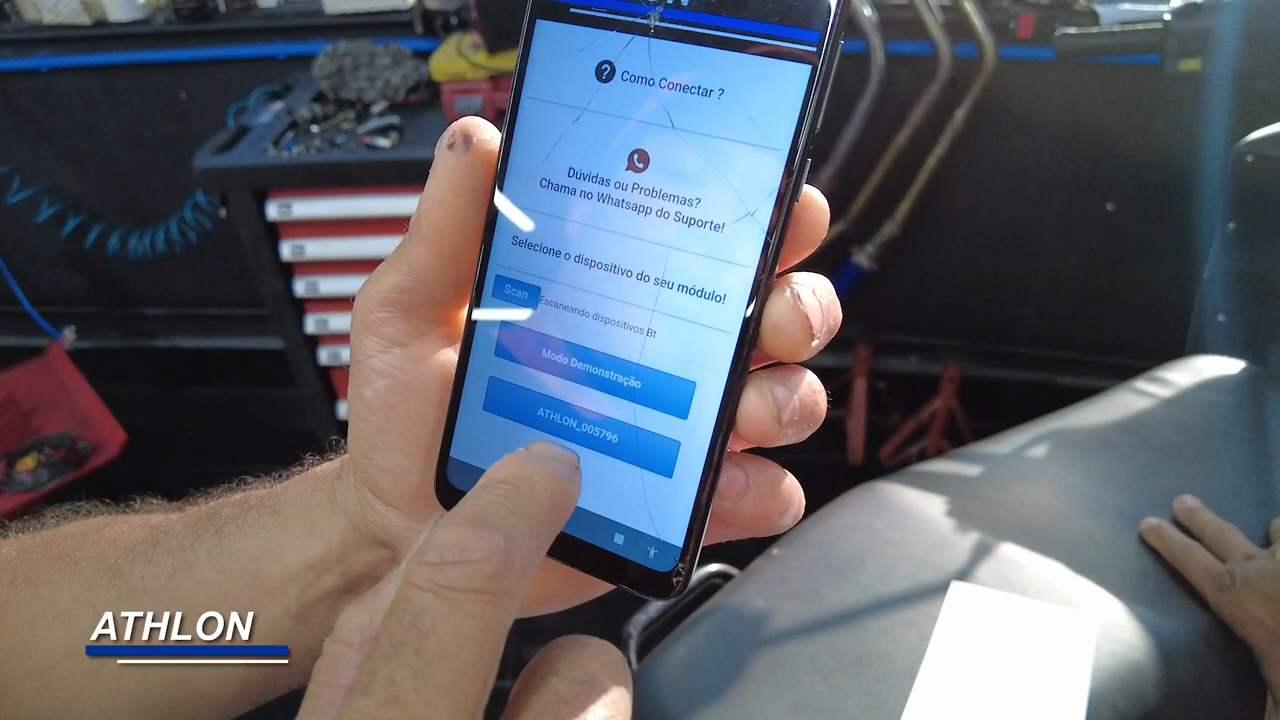 Como Conectar ?
Dúvidas ou Problemas?
Chama no Whatsapp do Suporte!
Selecione o dispositivo do seu módulo!
Scan
Escaneando dispositivos Bt
Modo Demonstração
ATHLON_005796
ATHLON